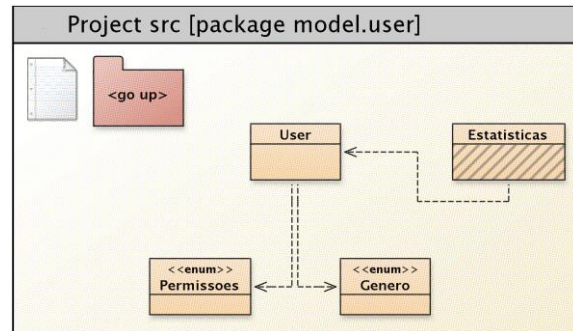 Project src [package model.user]
<go up>
User
Estatisticas
<<enum>>
Permissoes
<<enum>>
Genero